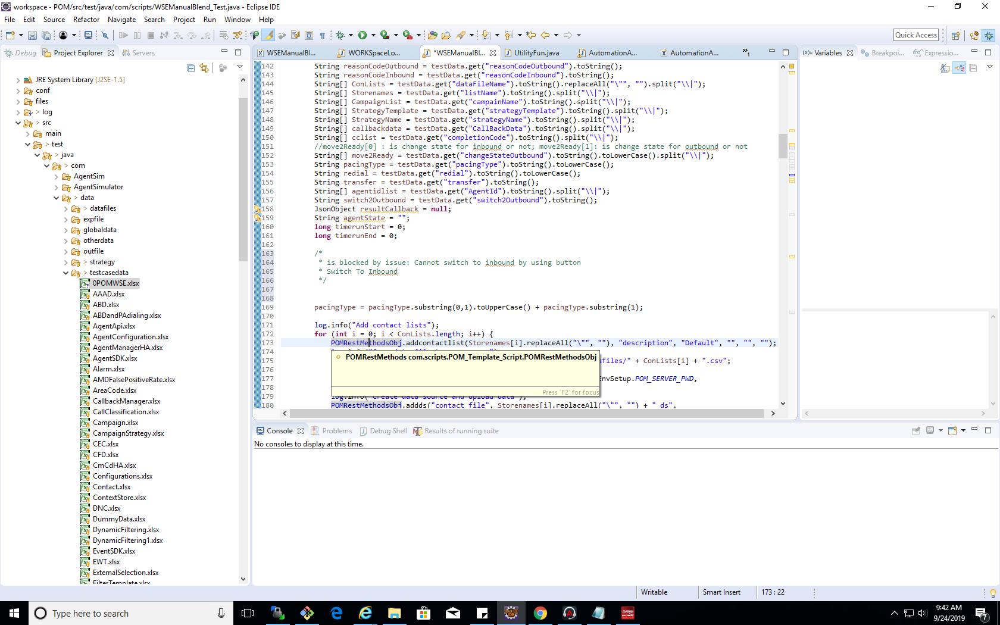 workspace - POM/src/test/java/com/scripts/WSEManualBlend_Test.java - Eclipse IDE
File Edit Source Refactor Navigate Search Project Run Window Help
Quick Access
Debug Project Explorer Servers
JRE System Library [J2SE-1.5]
conf
files
> log
> src
main
> test
> java
> com
AgentSim
AgentSimulator
> data
> datafiles
expfile
globaldata
otherdata
outfile
> strategy
> testcasedata
0POMWSE.xlsx
AAAD.xlsx
ABD.xlsx
ABDandPAdialing.xlsx
AgentApi.xlsx
AgentConfiguration.xlsx
AgentManagerHA.xlsx
AgentSDK.xlsx
Alarm.xlsx
AMDFalsePositiveRate.xlsx
AreaCode.xlsx
CallbackManager.xlsx
CallClassification.xlsx
Campaign.xlsx
CampaignStrategy.xlsx
CEC.xlsx
CFD.xlsx
CmCdHA.xlsx
Configurations.xlsx
Contact.xlsx
ContextStore.xlsx
DNC.xlsx
DummyData.xlsx
DynamicFiltering.xlsx
DynamicFiltering1.xlsx
EventSDK.xlsx
EWT.xlsx
ExternalSelection.xlsx
FilterTemplate.xlsx
WSEManualBl... WORKSpaceLo... *WSEManualBl... UtilityFun.java AutomationA... AutomationA... »1
142 String reasonCodeOutbound = testData.get("reasonCodeOutbound").toString();
143 String reasonCodeInbound = testData.get("reasonCodeInbound").toString();
144 String[] ConLists = testData.get("dataFileName").toString().replaceAll("\"", "").split("\\|");
145 String[] Storenames = testData.get("listName").toString().split("\\|");
146 String[] CampaignList = testData.get("campainName").toString().split("\\|");
147 String[] StrategyTemplate = testData.get("strategyTemplate").toString().split("\\|");
148 String[] StrategyName = testData.get("strategyName").toString().split("\\|");
149 String[] callbackdata = testData.get("CallBackData").toString().split("\\|");
150 String[] cclist = testData.get("completionCode").toString().split("\\|");
151 //move2Ready[0] : is change state for inbound or not; move2Ready[1]: is change state for outbound or not
152 String[] move2Ready = testData.get("changeStateOutbound").toString().toLowerCase().split("\\|");
153 String pacingType = testData.get("pacingType").toString().toLowerCase();
154 String redial = testData.get("redial").toString().toLowerCase();
155 String transfer = testData.get("transfer").toString();
156 String[] agentidlist = testData.get("AgentId").toString().split("\\|");
157 String switch2Outbound = testData.get("switch2Outbound").toString();
158 JsonObject resultCallback = null;
159 String agentState = "";
160 long timerunStart = 0;
161 long timerunEnd = 0;
162
163 /*
164 * is blocked by issue: Cannot switch to inbound by using button
165 * Switch To Inbound
166 */
167
168
169 pacingType = pacingType.substring(0,1).toUpperCase() + pacingType.substring(1);
170
171 log.info("Add contact lists");
172 for (int i = 0; i < ConLists.length; i++) {
173 POMRestMethodsObj.addcontactlist(Storenames[i].replaceAll("\"", ""), "description", "Default", "", "", "");
174
POMRestMethods com.scripts.POM_Template_Script.POMRestMethodsObj
175 afiles/" + ConLists[i] + ".csv";
176
177 EnvSetup.POM_SERVER_PWD,
178
Press 'F2' for focus
179 log.info("Create data source and upload data");
180 POMRestMethodsObj.addds("contact file", Storenames[i].replaceAll("\"", "") + "_ds",
(x)= Variables Breakpoi... Expressio...
Console Problems Debug Shell Results of running suite
No consoles to display at this time.
Writable Smart Insert 173 : 22
Type here to search
9:42 AM
9/24/2019
7
AVAYA